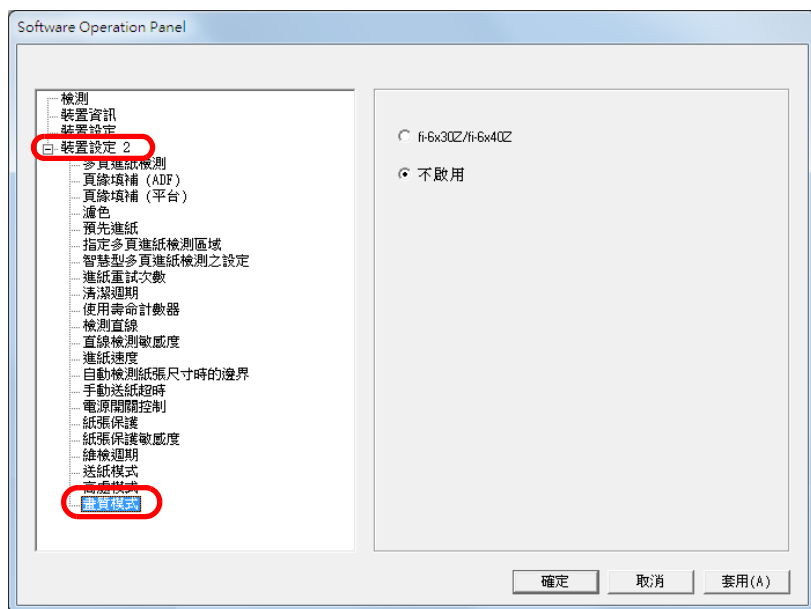 Software Operation Panel
檢測
裝置資訊
裝置設定
裝置設定 2
多頁進紙檢測
頁緣填補 (ADF)
頁緣填補 (平台)
濾色
預先進紙
指定多頁進紙檢測區域
智慧型多頁進紙檢測之設定
進紙重試次數
清潔週期
使用壽命計數器
檢測直線
直線檢測敏感度
進紙速度
自動檢測紙張尺寸時的邊界
手動送紙超時
電源開關控制
紙張保護
紙張保護敏感度
維檢週期
送紙模式
高處模式
畫質模式
fi-6x30Z/fi-6x40Z
不啟用
確定
取消
套用(A)